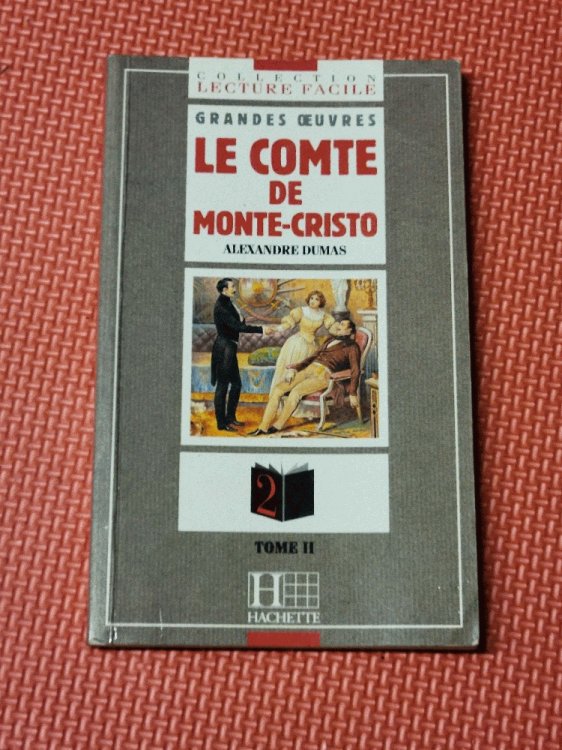 COLLECTION
LECTURE FACILE
GRANDES ŒUVRES
LE COMTE
DE
MONTE-CRISTO
ALEXANDRE DUMAS
2
TOME II
H
HACHETTE